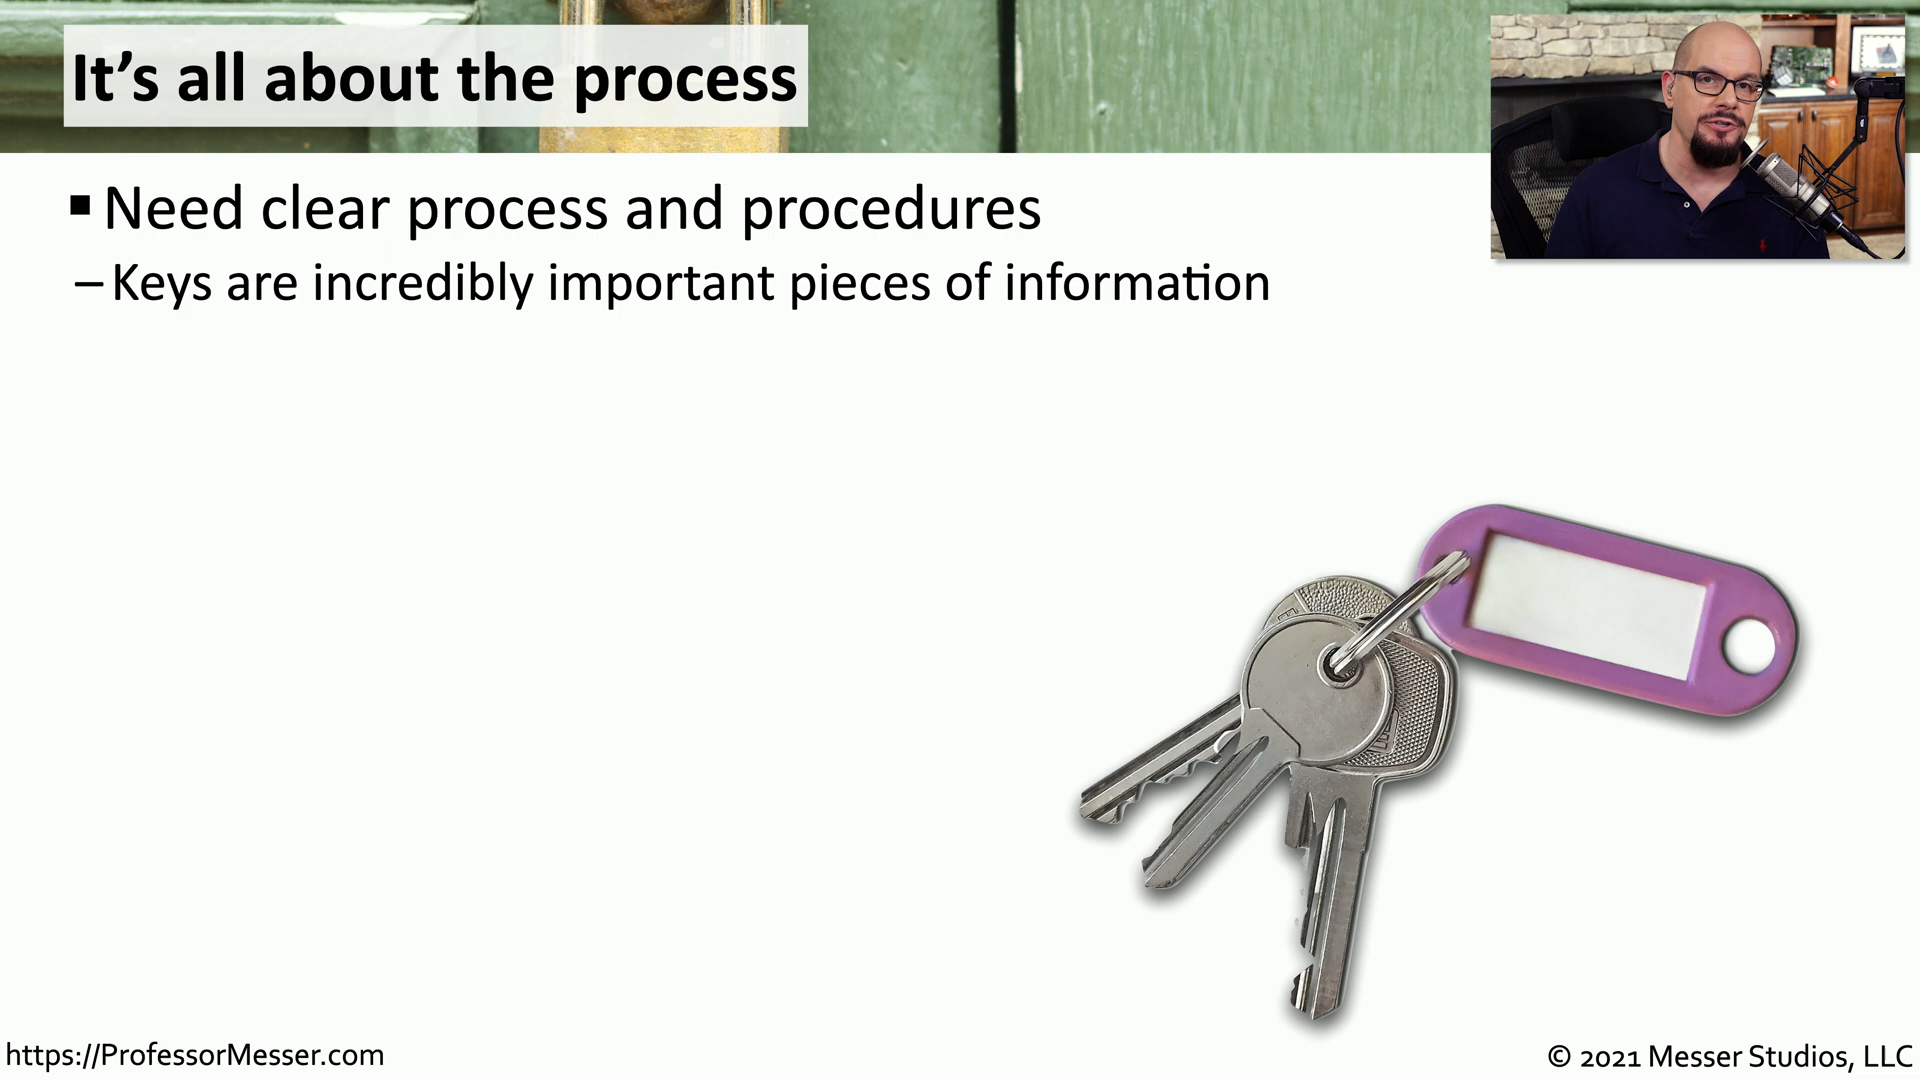 It's all about the process
▪ Need clear process and procedures
– Keys are incredibly important pieces of information
https://ProfessorMesser.com
© 2021 Messer Studios, LLC